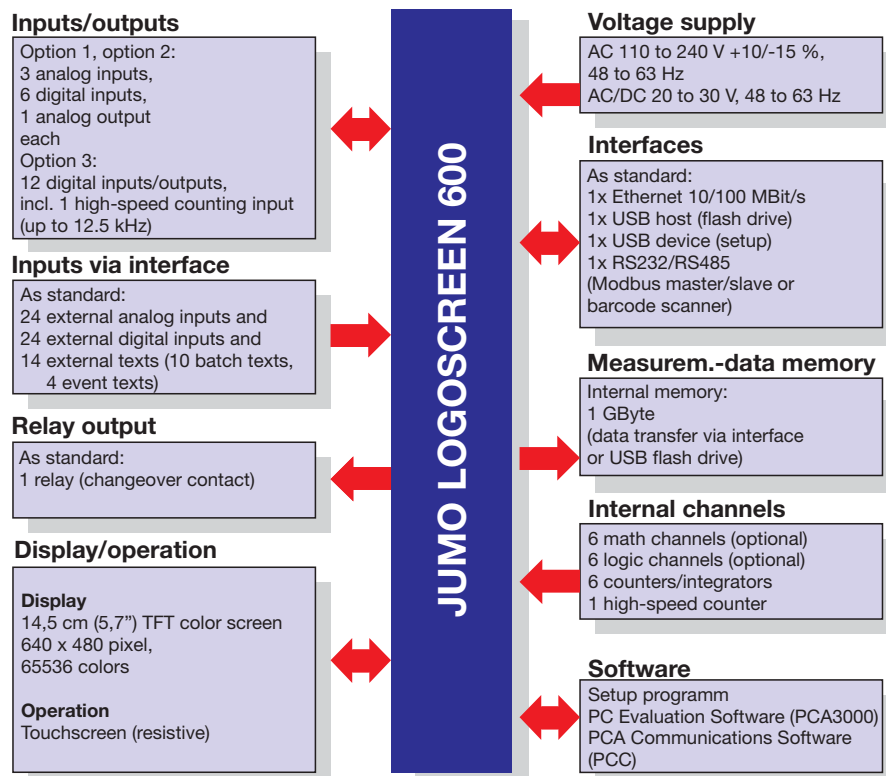 Inputs/outputs
Option 1, option 2:
3 analog inputs,
6 digital inputs,
1 analog output
each
Option 3:
12 digital inputs/outputs,
incl. 1 high-speed counting input
(up to 12.5 kHz)
Inputs via interface
As standard:
24 external analog inputs and
24 external digital inputs and
14 external texts (10 batch texts,
4 event texts)
Relay output
As standard:
1 relay (changeover contact)
Display/operation
Display
14,5 cm (5,7”) TFT color screen
640 x 480 pixel,
65536 colors
Operation
Touchscreen (resistive)
JUMO LOGOSCREEN 600
Voltage supply
AC 110 to 240 V +10/-15 %,
48 to 63 Hz
AC/DC 20 to 30 V, 48 to 63 Hz
Interfaces
As standard:
1x Ethernet 10/100 MBit/s
1x USB host (flash drive)
1x USB device (setup)
1x RS232/RS485
(Modbus master/slave or
barcode scanner)
Measurem.-data memory
Internal memory:
1 GByte
(data transfer via interface
or USB flash drive)
Internal channels
6 math channels (optional)
6 logic channels (optional)
6 counters/integrators
1 high-speed counter
Software
Setup programm
PC Evaluation Software (PCA3000)
PCA Communications Software
(PCC)